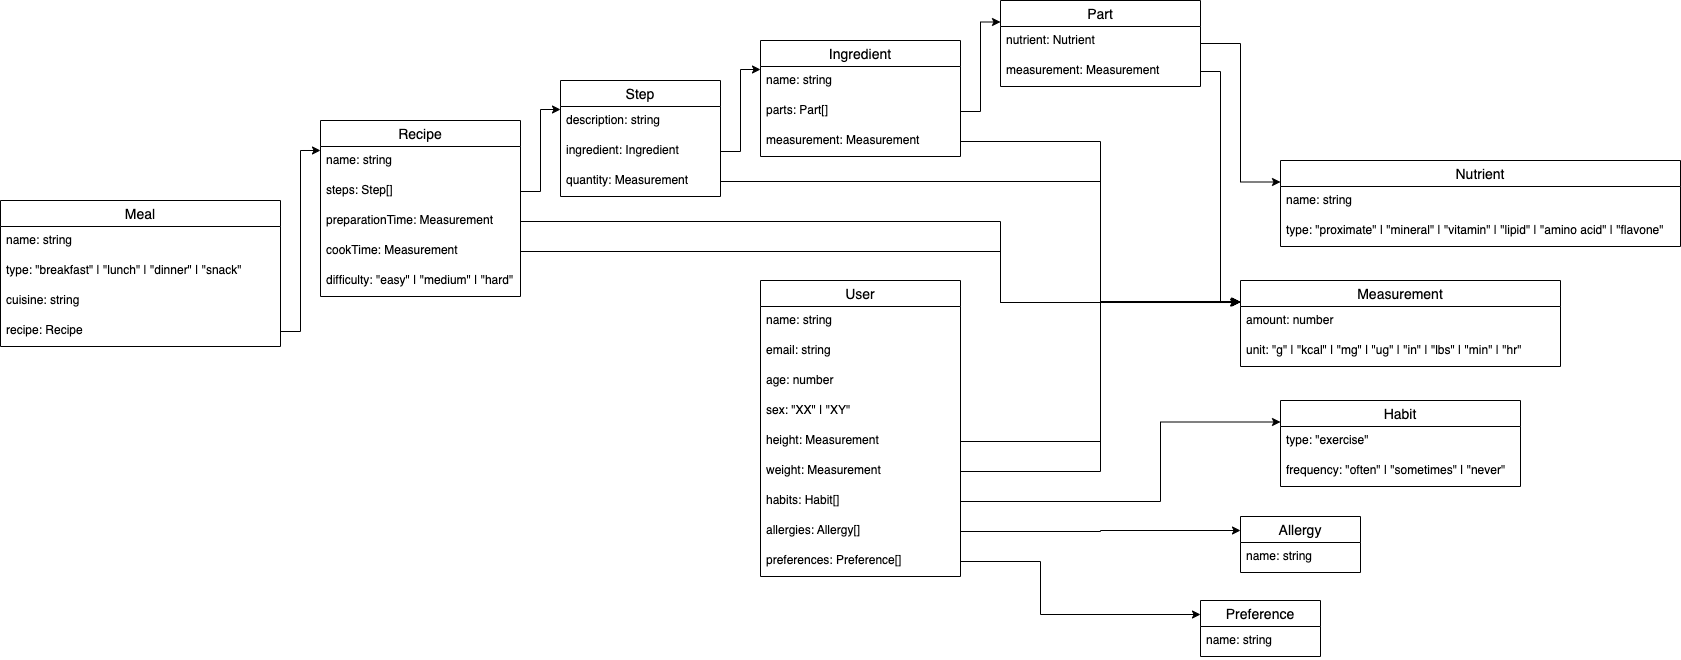 Meal
name: string
type: "breakfast" | "lunch" | "dinner" | "snack"
cuisine: string
recipe: Recipe
Recipe
name: string
steps: Step[]
preparationTime: Measurement
cookTime: Measurement
difficulty: "easy" | "medium" | "hard"
Step
description: string
ingredient: Ingredient
quantity: Measurement
Ingredient
name: string
parts: Part[]
measurement: Measurement
Part
nutrient: Nutrient
measurement: Measurement
Nutrient
name: string
type: "proximate" | "mineral" | "vitamin" | "lipid" | "amino acid" | "flavone"
User
name: string
email: string
age: number
sex: "XX" | "XY"
height: Measurement
weight: Measurement
habits: Habit[]
allergies: Allergy[]
preferences: Preference[]
Measurement
amount: number
unit: "g" | "kcal" | "mg" | "ug" | "in" | "lbs" | "min" | "hr"
Habit
type: "exercise"
frequency: "often" | "sometimes" | "never"
Allergy
name: string
Preference
name: string